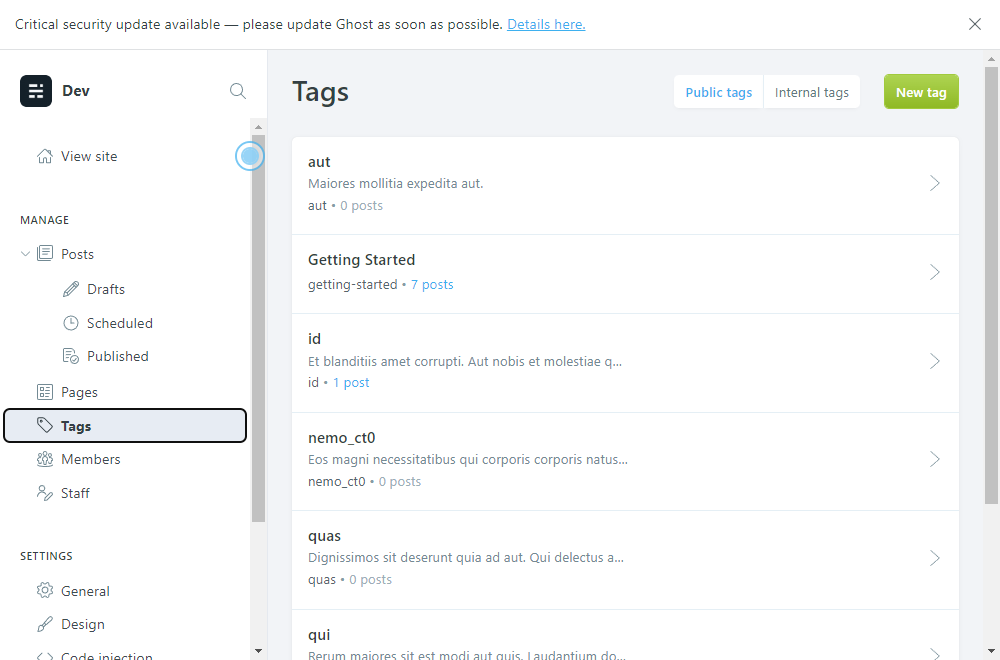 Critical security update available — please update Ghost as soon as possible. Details here.
Dev
View site
MANAGE
Posts
Drafts
Scheduled
Published
Pages
Tags
Members
Staff
SETTINGS
General
Design
Code injection
Tags
Public tags
Internal tags
New tag
aut
Maiores mollitia expedita aut.
aut • 0 posts
Getting Started
getting-started • 7 posts
id
Et blanditiis amet corrupti. Aut nobis et molestiae q...
id • 1 post
nemo_ct0
Eos magni necessitatibus qui corporis corporis natus...
nemo_ct0 • 0 posts
quas
Dignissimos sit deserunt quia ad aut. Qui delectus a...
quas • 0 posts
qui
Rerum maiores sit est modi aut quis. Laudantium do...